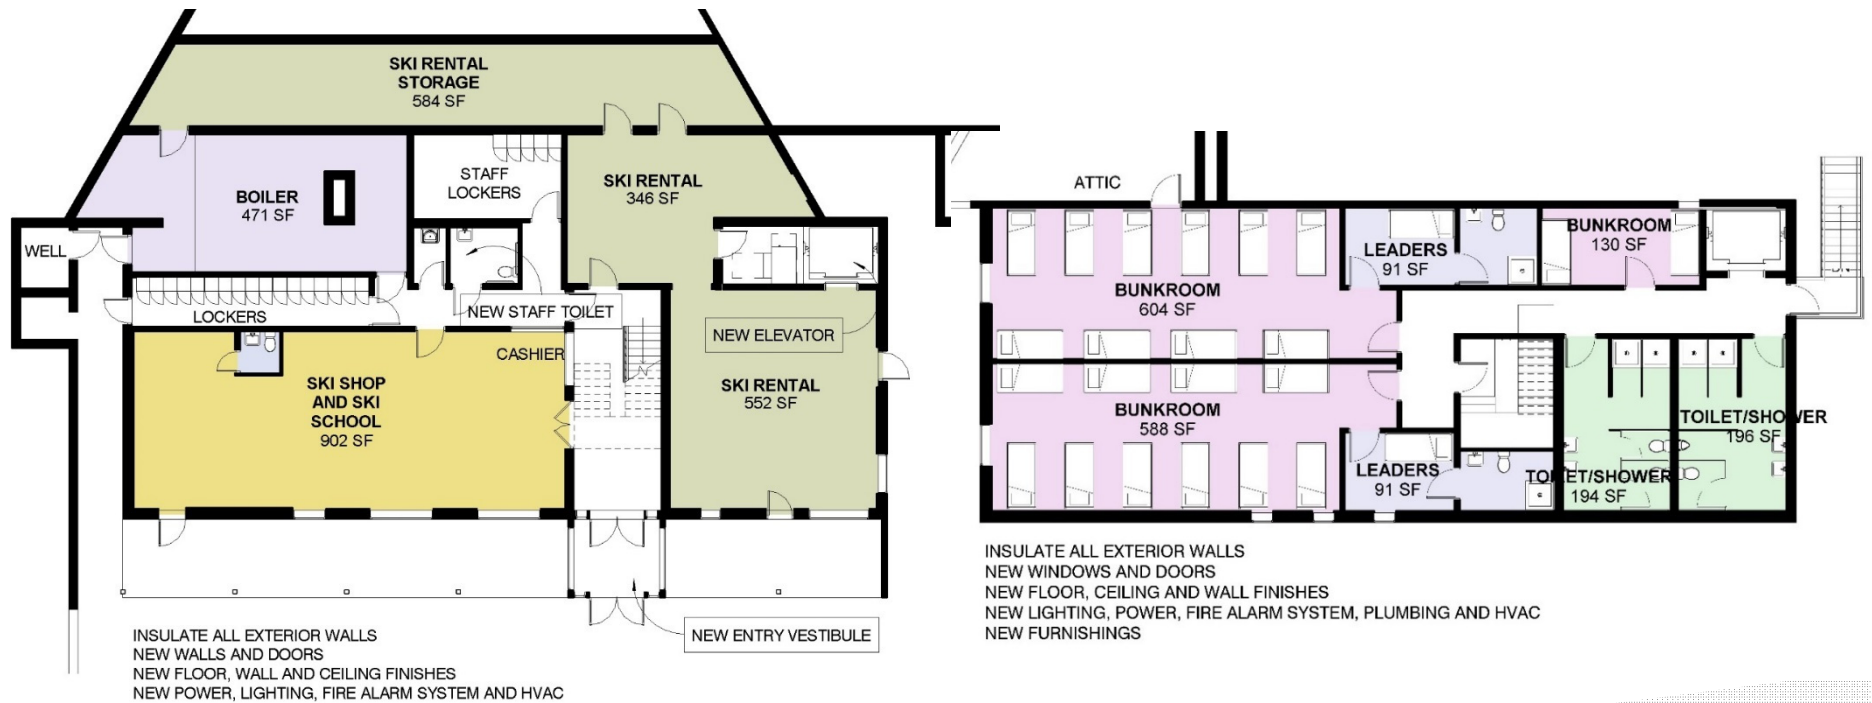 SKI RENTAL
STORAGE
584 SF
BOILER
471 SF
STAFF
LOCKERS
SKI RENTAL
346 SF
WELL
LOCKERS
NEW STAFF TOILET
CASHIER
NEW ELEVATOR
SKI SHOP
AND SKI
SCHOOL
902 SF
SKI RENTAL
552 SF
NEW ENTRY VESTIBULE
INSULATE ALL EXTERIOR WALLS
NEW WALLS AND DOORS
NEW FLOOR, WALL AND CEILING FINISHES
NEW POWER, LIGHTING, FIRE ALARM SYSTEM AND HVAC
ATTIC
BUNKROOM
604 SF
LEADERS
91 SF
BUNKROOM
130 SF
BUNKROOM
588 SF
LEADERS
91 SF
TOILET/SHOWER
196 SF
TOILET/SHOWER
194 SF
INSULATE ALL EXTERIOR WALLS
NEW WINDOWS AND DOORS
NEW FLOOR, CEILING AND WALL FINISHES
NEW LIGHTING, POWER, FIRE ALARM SYSTEM, PLUMBING AND HVAC
NEW FURNISHINGS